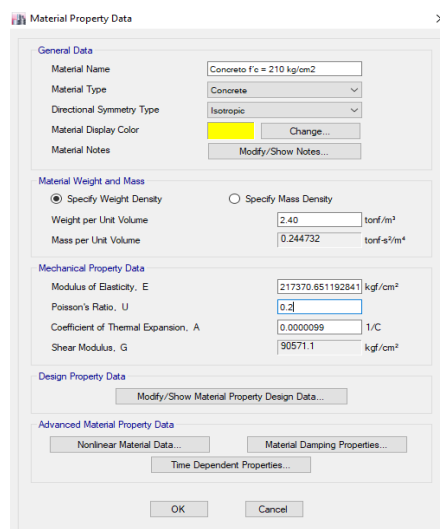 Material Property Data
General Data
Material Name Concreto f'c = 210 kg/cm2
Material Type Concrete
Directional Symmetry Type Isotropic
Material Display Color Change...
Material Notes Modify/Show Notes...
Material Weight and Mass
Specify Weight Density Specify Mass Density
Weight per Unit Volume 2.40 tonf/m³
Mass per Unit Volume 0.244732 tonf-s²/m⁴
Mechanical Property Data
Modulus of Elasticity, E 217370.651192841 kgf/cm²
Poisson's Ratio, U 0.2
Coefficient of Thermal Expansion, A 0.0000099 1/C
Shear Modulus, G 90571.1 kgf/cm²
Design Property Data
Modify/Show Material Property Design Data...
Advanced Material Property Data
Nonlinear Material Data... Material Damping Properties...
Time Dependent Properties...
OK Cancel